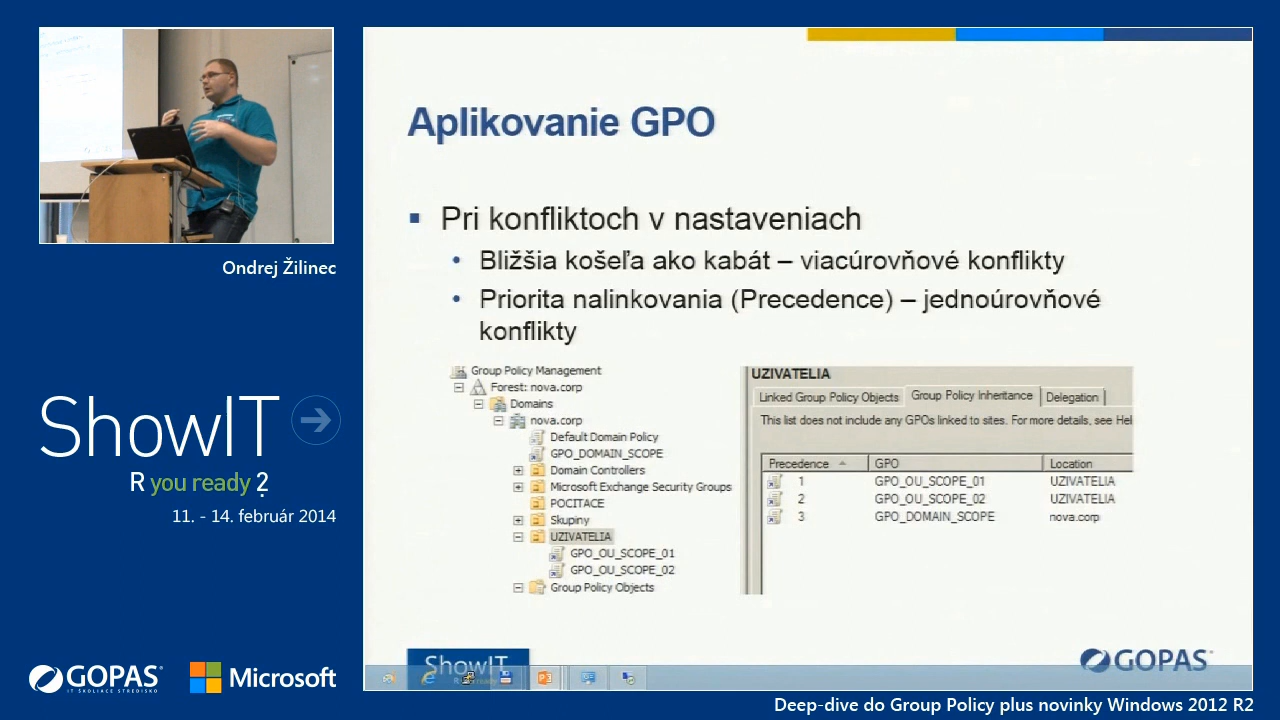 Ondrej Žilinec
ShowIT
R you ready ?
11. - 14. február 2014
GOPAS
IT ŠKOLIACE STREDISKO
Microsoft
Aplikovanie GPO
Pri konfliktoch v nastaveniach
Bližšia košeľa ako kabát – viacúrovňové konflikty
Priorita nalinkovania (Precedence) – jednoúrovňové
konflikty
Group Policy Management
Forest: nova.corp
Domains
nova.corp
Default Domain Policy
GPO_DOMAIN_SCOPE
Domain Controllers
Microsoft Exchange Security Groups
POCITACE
Skupiny
UZIVATELIA
GPO_OU_SCOPE_01
GPO_OU_SCOPE_02
Group Policy Objects
UZIVATELIA
Linked Group Policy Objects Group Policy Inheritance Delegation
This list does not include any GPOs linked to sites. For more details, see Hel
Precedence GPO Location
1 GPO_OU_SCOPE_01 UZIVATELIA
2 GPO_OU_SCOPE_02 UZIVATELIA
3 GPO_DOMAIN_SCOPE nova.corp
ShowIT
GOPAS
Deep-dive do Group Policy plus novinky Windows 2012 R2